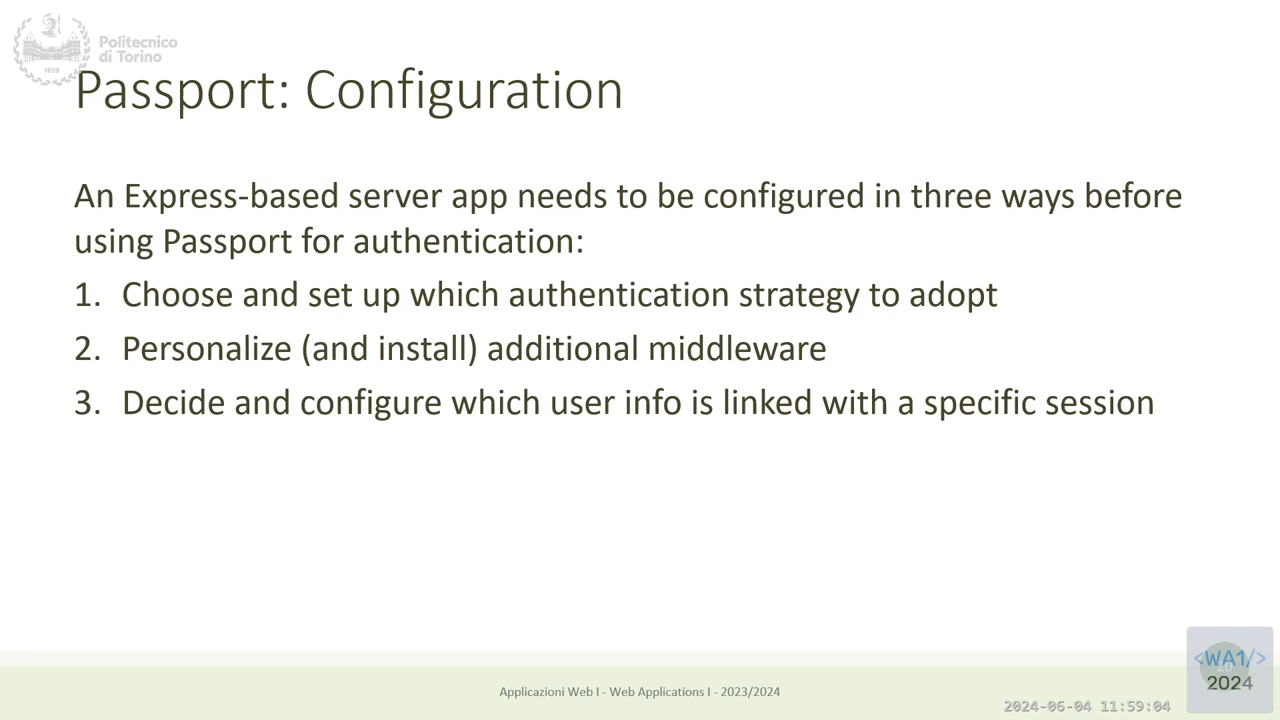 Politecnico
di Torino
1859
Passport: Configuration
An Express-based server app needs to be configured in three ways before
using Passport for authentication:
1. Choose and set up which authentication strategy to adopt
2. Personalize (and install) additional middleware
3. Decide and configure which user info is linked with a specific session
<WA1/>
2024
Applicazioni Web I - Web Applications I - 2023/2024
2024-06-04 11:59:04